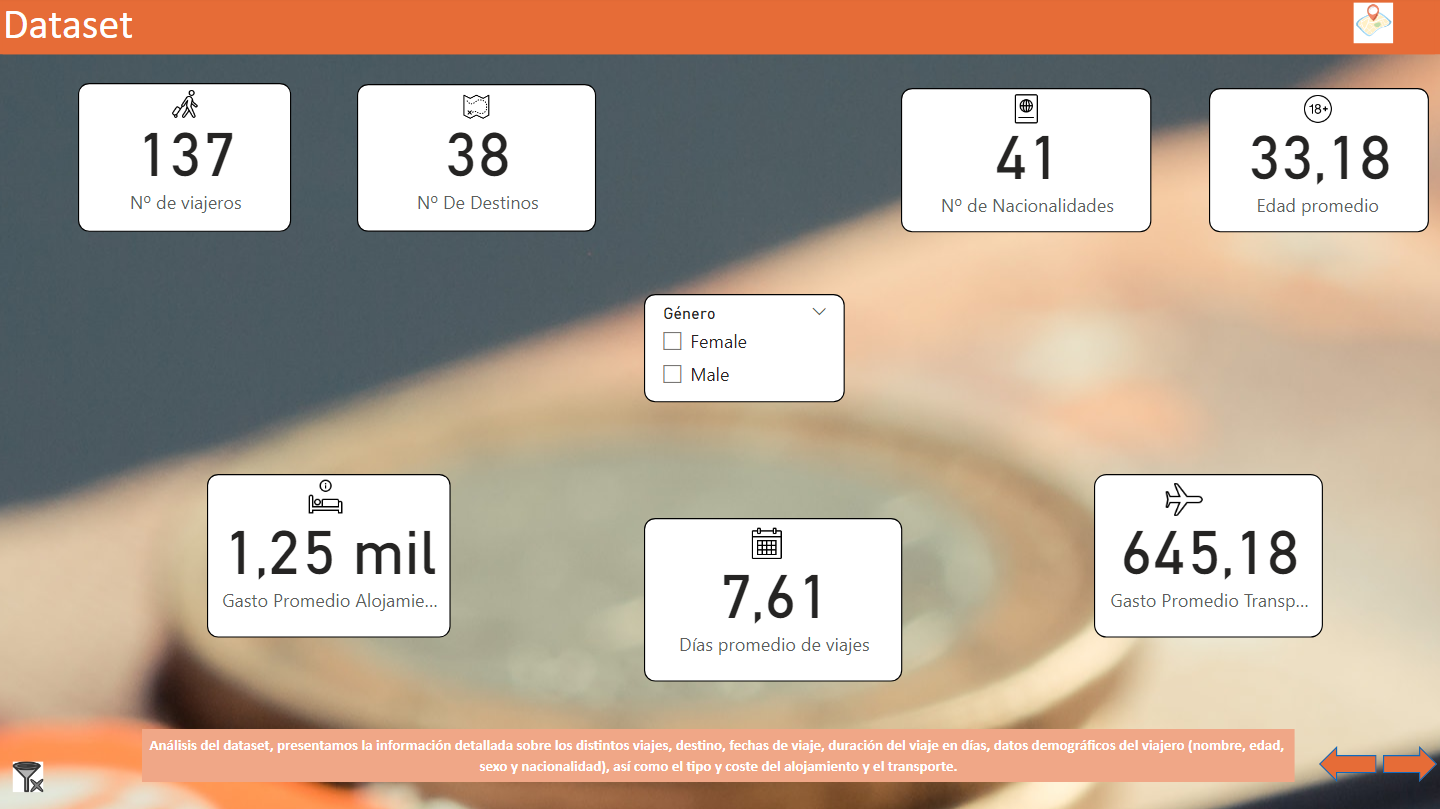 Dataset
137
Nº de viajeros
38
Nº De Destinos
41
Nº de Nacionalidades
18+
33,18
Edad promedio
Género
Female
Male
1,25 mil
Gasto Promedio Alojamie...
7,61
Días promedio de viajes
645,18
Gasto Promedio Transp...
Análisis del dataset, presentamos la información detallada sobre los distintos viajes, destino, fechas de viaje, duración del viaje en días, datos demográficos del viajero (nombre, edad,
sexo y nacionalidad), así como el tipo y coste del alojamiento y el transporte.